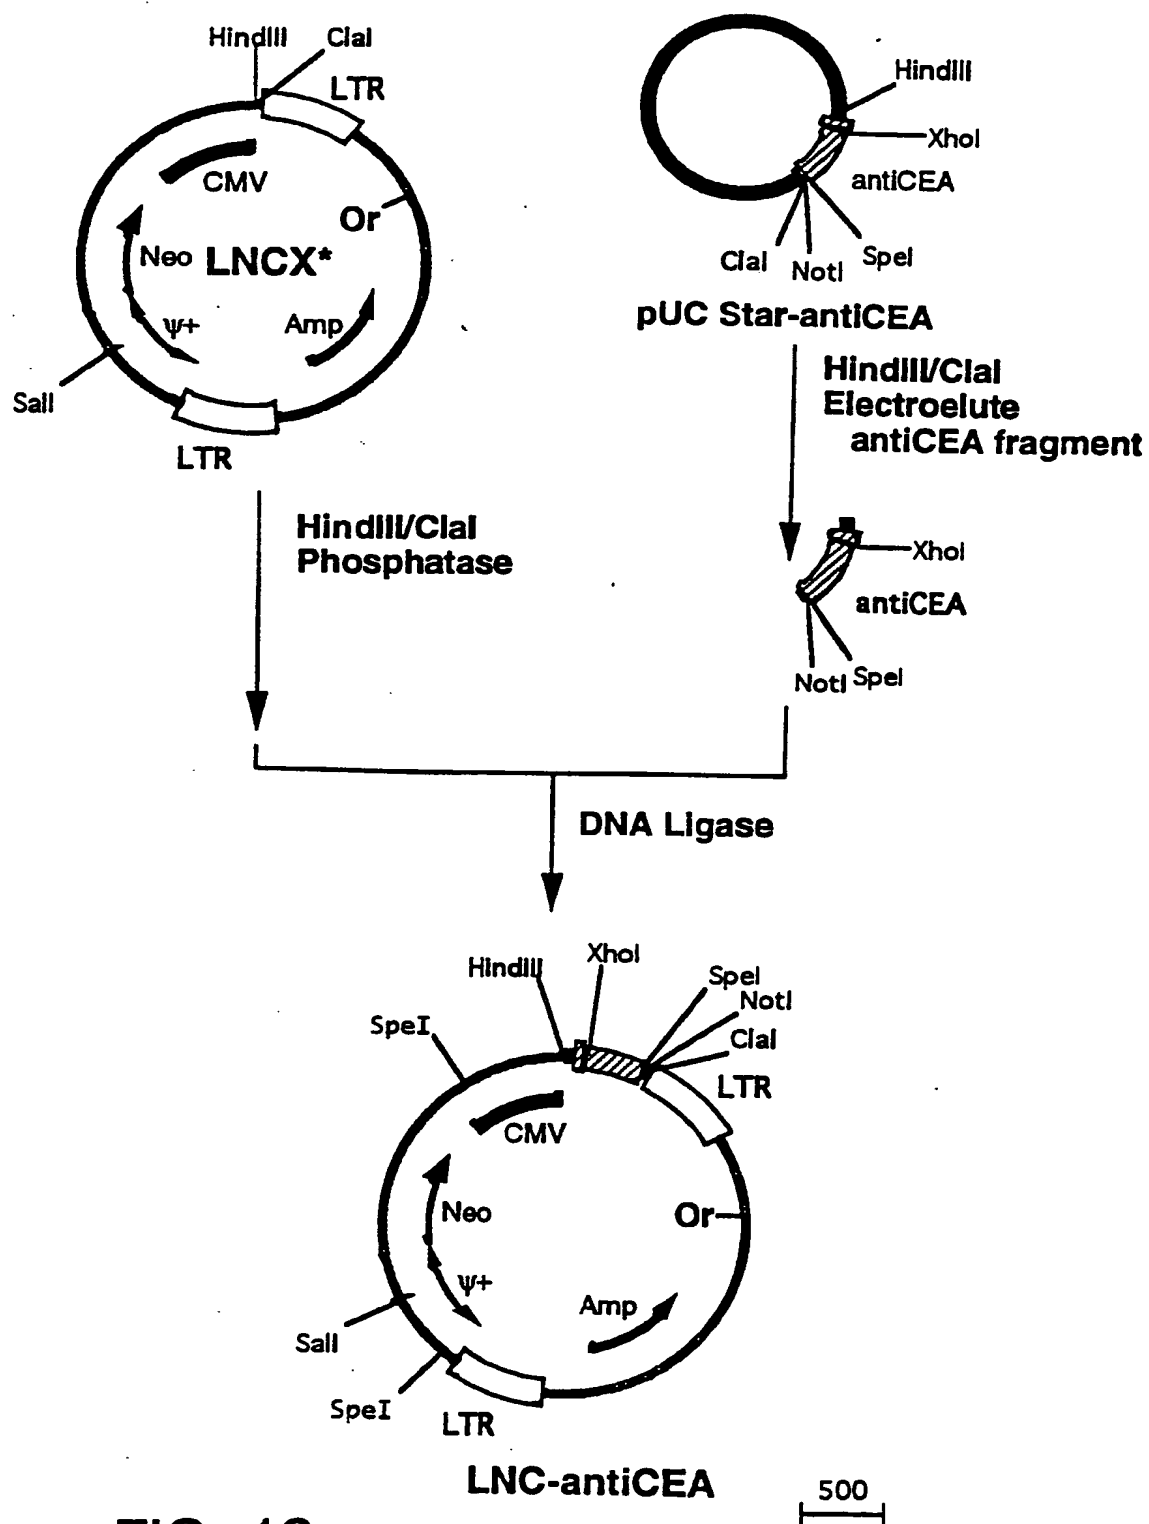 HindIII
ClaI
LTR
CMV
Or
Neo
LNCX*
ψ+
Amp
SalI
LTR
HindIII
XhoI
antiCEA
ClaI
NotI
SpeI
pUC Star-antiCEA
HindIII/ClaI
Electroelute
antiCEA fragment
HindIII/ClaI
Phosphatase
XhoI
antiCEA
NotI
SpeI
DNA Ligase
HindIII
XhoI
SpeI
NotI
ClaI
SpeI
LTR
CMV
Neo
Or
ψ+
Amp
SalI
SpeI
LTR
LNC-antiCEA
500